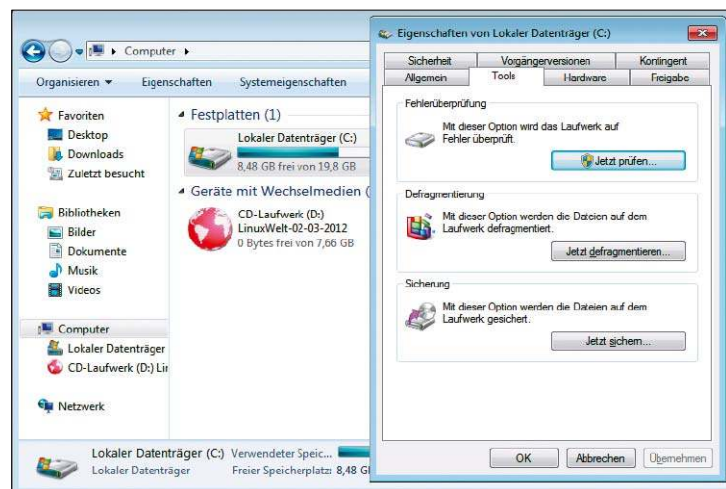 Computer
Organisieren
Eigenschaften
Systemeigenschaften
Favoriten
Desktop
Downloads
Zuletzt besucht
Bibliotheken
Bilder
Dokumente
Musik
Videos
Computer
Lokaler Datenträger
CD-Laufwerk (D:) Lin
Netzwerk
Festplatten (1)
Lokaler Datenträger (C:)
8,48 GB frei von 19,8 GB
Geräte mit Wechselmedien (
CD-Laufwerk (D:)
LinuxWelt-02-03-2012
0 Bytes frei von 7,66 GB
Lokaler Datenträger (C:) Verwendeter Speic...
Lokaler Datenträger Freier Speicherplatz: 8,48 G
Eigenschaften von Lokaler Datenträger (C:)
Sicherheit Vorgängerversionen Kontingent
Allgemein Tools Hardware Freigabe
Fehlerüberprüfung
Mit dieser Option wird das Laufwerk auf
Fehler überprüft.
Jetzt prüfen...
Defragmentierung
Mit dieser Option werden die Dateien auf dem
Laufwerk defragmentiert.
Jetzt defragmentieren...
Sicherung
Mit dieser Option werden die Dateien auf dem
Laufwerk gesichert.
Jetzt sichern...
OK Abbrechen Übernehmen